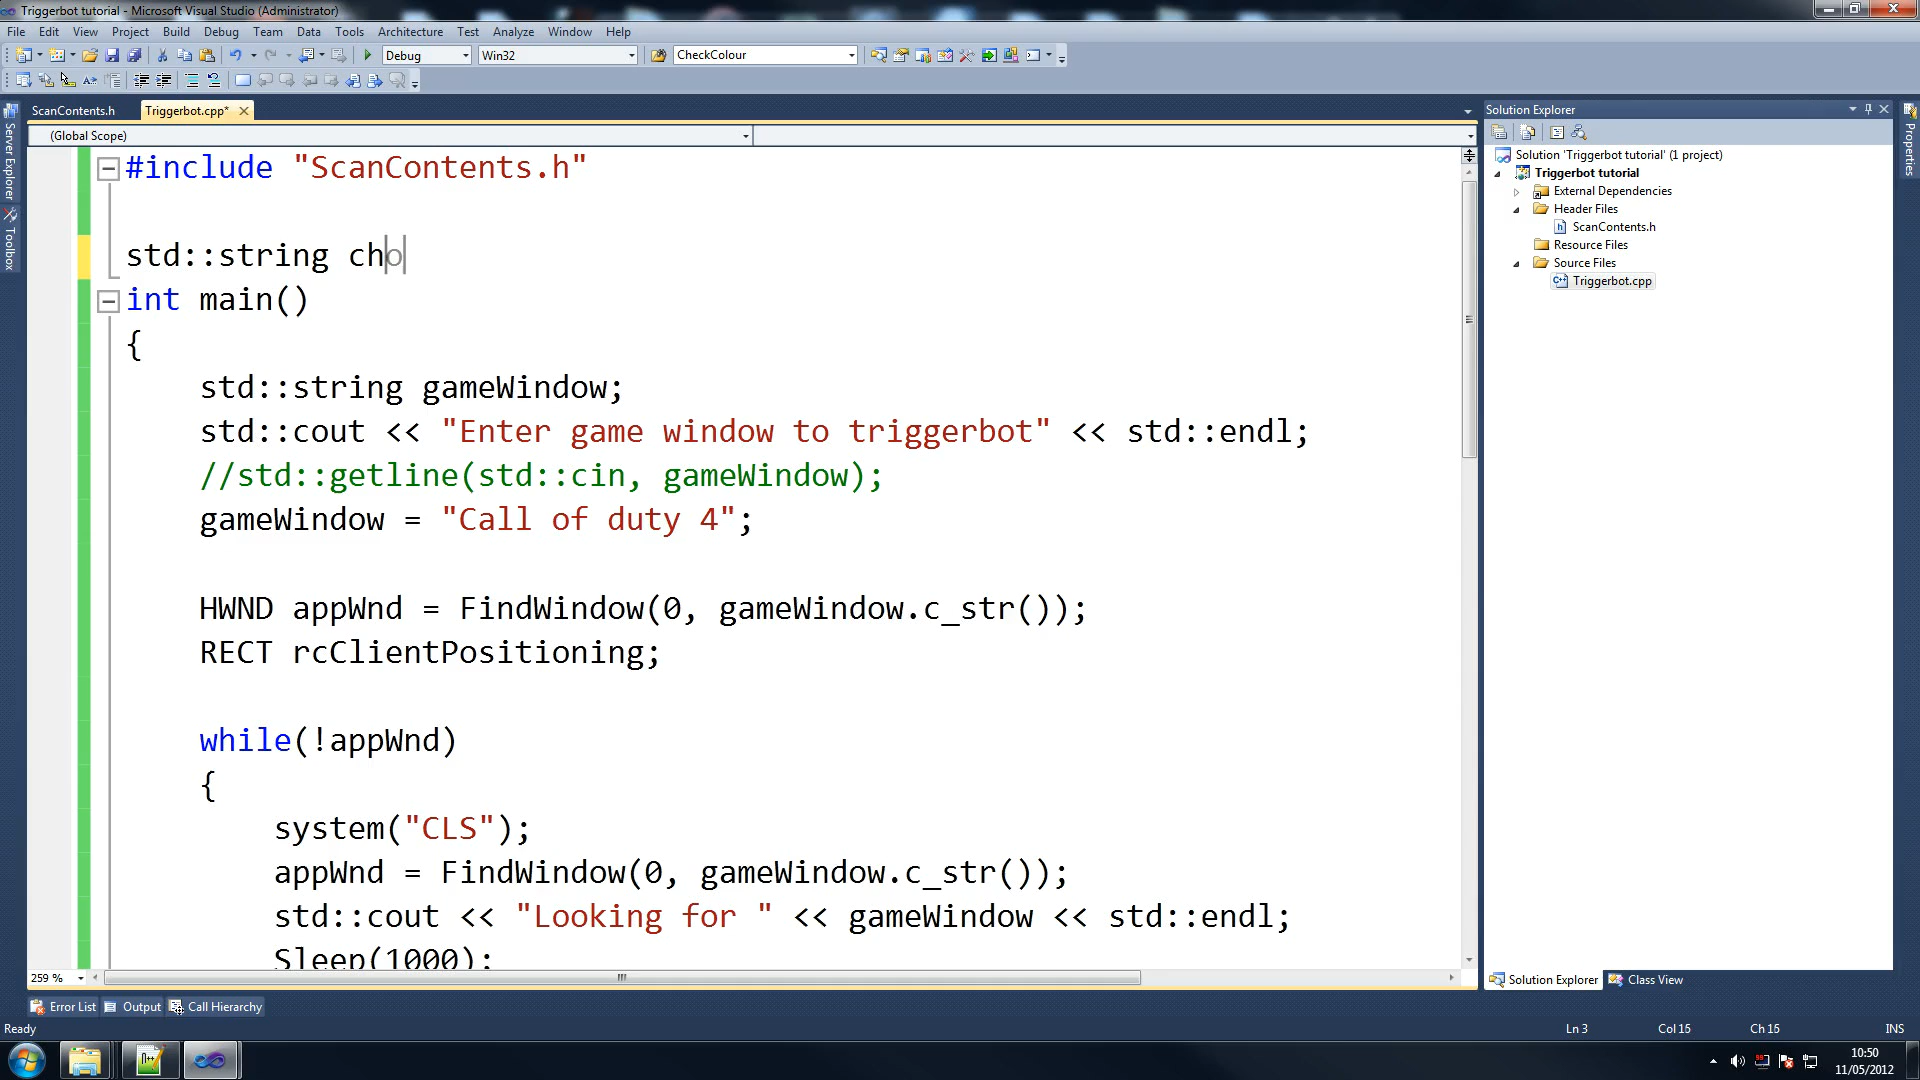 Triggerbot tutorial - Microsoft Visual Studio (Administrator)
File Edit View Project Build Debug Team Data Tools Architecture Test Analyze Window Help
Debug Win32 CheckColour
ScanContents.h Triggerbot.cpp*
(Global Scope)
#include "ScanContents.h"
std::string cho
int main()
{
std::string gameWindow;
std::cout << "Enter game window to triggerbot" << std::endl;
//std::getline(std::cin, gameWindow);
gameWindow = "Call of duty 4";
HWND appWnd = FindWindow(0, gameWindow.c_str());
RECT rcClientPositioning;
while(!appWnd)
{
system("CLS");
appWnd = FindWindow(0, gameWindow.c_str());
std::cout << "Looking for " << gameWindow << std::endl;
Sleep(1000);
259 %
Server Explorer
Toolbox
Solution Explorer
Solution 'Triggerbot tutorial' (1 project)
Triggerbot tutorial
External Dependencies
Header Files
ScanContents.h
Resource Files
Source Files
Triggerbot.cpp
Solution Explorer Class View
Properties
Error List Output Call Hierarchy
Ready Ln 3 Col 15 Ch 15 INS
10:50
11/05/2012